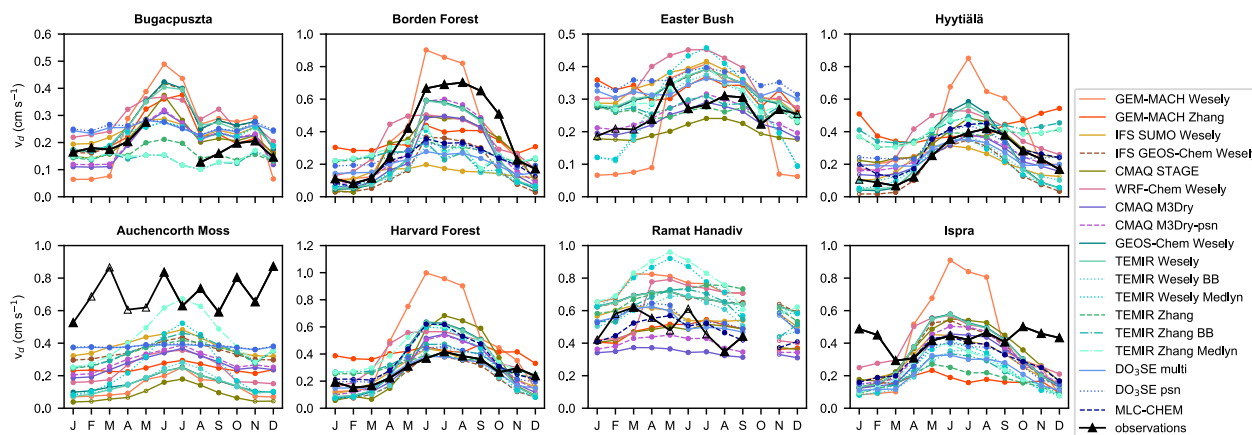 Bugacpuszta
0.6
0.5
0.4
0.3
0.2
0.1
0.0
v_d (cm s⁻¹)
Borden Forest
1.0
0.8
0.6
0.4
0.2
0.0
Easter Bush
0.5
0.4
0.3
0.2
0.1
0.0
Hyytiälä
1.0
0.8
0.6
0.4
0.2
0.0
Auchencorth Moss
1.0
0.8
0.6
0.4
0.2
0.0
v_d (cm s⁻¹)
J F M A M J J A S O N D
Harvard Forest
1.2
1.0
0.8
0.6
0.4
0.2
0.0
J F M A M J J A S O N D
Ramat Hanadiv
1.0
0.8
0.6
0.4
0.2
0.0
J F M A M J J A S O N D
Ispra
1.0
0.8
0.6
0.4
0.2
0.0
J F M A M J J A S O N D
GEM-MACH Wesely
GEM-MACH Zhang
IFS SUMO Wesely
IFS GEOS-Chem Wesely
CMAQ STAGE
WRF-Chem Wesely
CMAQ M3Dry
CMAQ M3Dry-psn
GEOS-Chem Wesely
TEMIR Wesely
TEMIR Wesely BB
TEMIR Wesely Medlyn
TEMIR Zhang
TEMIR Zhang BB
TEMIR Zhang Medlyn
DO₃SE multi
DO₃SE psn
MLC-CHEM
observations